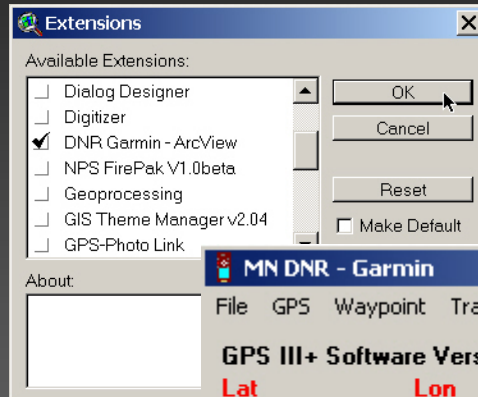 Extensions
Available Extensions:
Dialog Designer
Digitizer
DNR Garmin - ArcView
NPS FirePak V1.0beta
Geoprocessing
GIS Theme Manager v2.04
GPS-Photo Link
OK
Cancel
Reset
Make Default
About:
MN DNR - Garmin
File GPS Waypoint Tra
GPS III+ Software Vers
Lat Lon